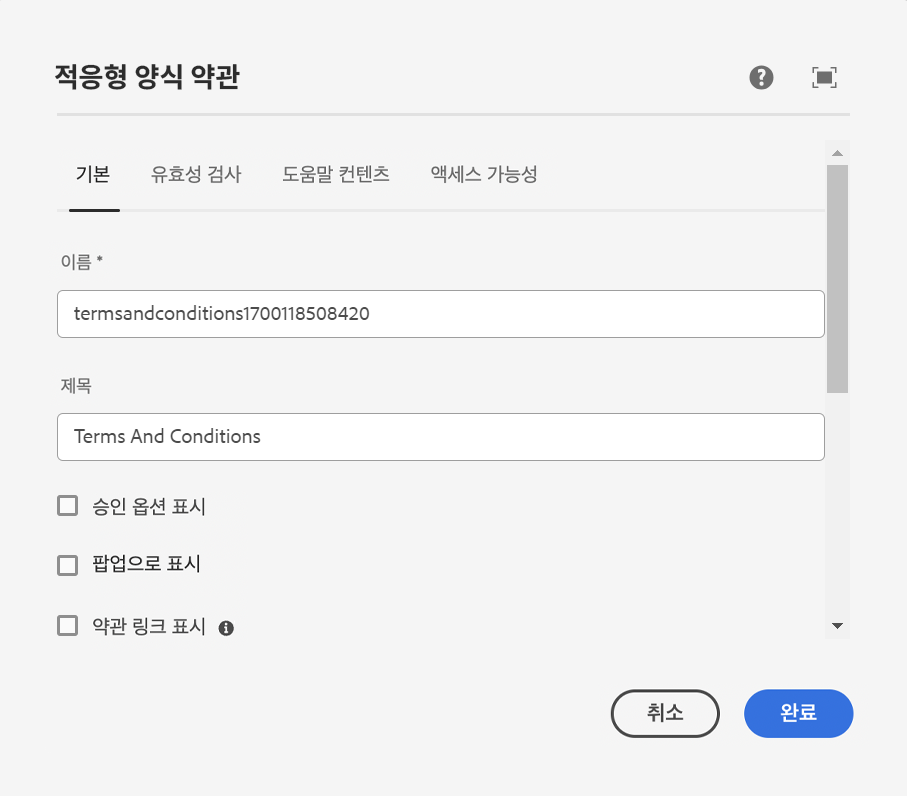 적응형 양식 약관
기본 유효성 검사 도움말 컨텐츠 액세스 가능성
이름 *
termsandconditions1700118508420
제목
Terms And Conditions
승인 옵션 표시
팝업으로 표시
약관 링크 표시
취소 완료